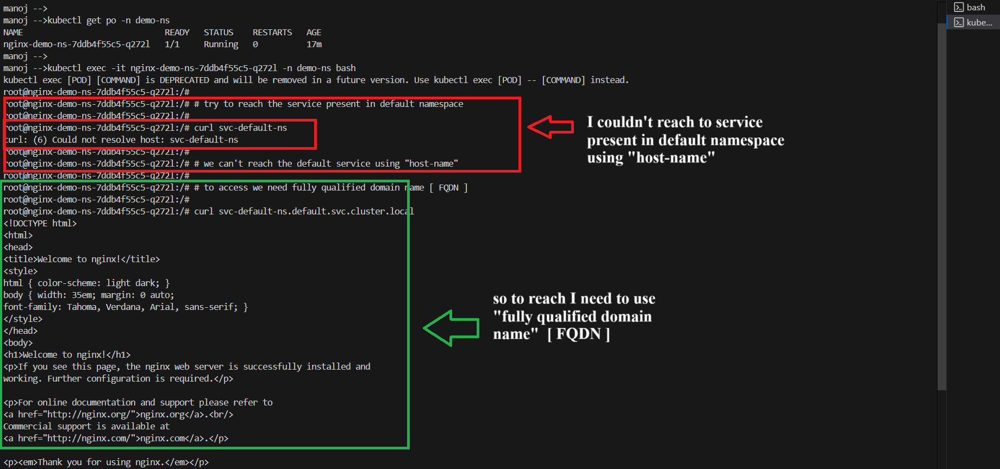 manoj -->
manoj -->kubectl get po -n demo-ns
NAME READY STATUS RESTARTS AGE
nginx-demo-ns-7ddb4f55c5-q272l 1/1 Running 0 17m
manoj -->
manoj -->kubectl exec -it nginx-demo-ns-7ddb4f55c5-q272l -n demo-ns bash
kubectl exec [POD] [COMMAND] is DEPRECATED and will be removed in a future version. Use kubectl exec [POD] -- [COMMAND] instead.
root@nginx-demo-ns-7ddb4f55c5-q272l:/#
root@nginx-demo-ns-7ddb4f55c5-q272l:/# # try to reach the service present in default namespace
root@nginx-demo-ns-7ddb4f55c5-q272l:/#
root@nginx-demo-ns-7ddb4f55c5-q272l:/# curl svc-default-ns
curl: (6) Could not resolve host: svc-default-ns
root@nginx-demo-ns-7ddb4f55c5-q272l:/#
root@nginx-demo-ns-7ddb4f55c5-q272l:/# # we can't reach the default service using "host-name"
root@nginx-demo-ns-7ddb4f55c5-q272l:/#
root@nginx-demo-ns-7ddb4f55c5-q272l:/# # to access we need fully qualified domain name [ FQDN ]
root@nginx-demo-ns-7ddb4f55c5-q272l:/#
root@nginx-demo-ns-7ddb4f55c5-q272l:/# curl svc-default-ns.default.svc.cluster.local
<!DOCTYPE html>
<html>
<head>
<title>Welcome to nginx!</title>
<style>
html { color-scheme: light dark; }
body { width: 35em; margin: 0 auto;
font-family: Tahoma, Verdana, Arial, sans-serif; }
</style>
</head>
<body>
<h1>Welcome to nginx!</h1>
<p>If you see this page, the nginx web server is successfully installed and
working. Further configuration is required.</p>
<p>For online documentation and support please refer to
<a href="http://nginx.org/">nginx.org</a>.<br/>
Commercial support is available at
<a href="http://nginx.com/">nginx.com</a>.</p>
<p><em>Thank you for using nginx.</em></p>
I couldn't reach to service
present in default namespace
using "host-name"
so to reach I need to use
"fully qualified domain
name" [ FQDN ]
bash
kube...